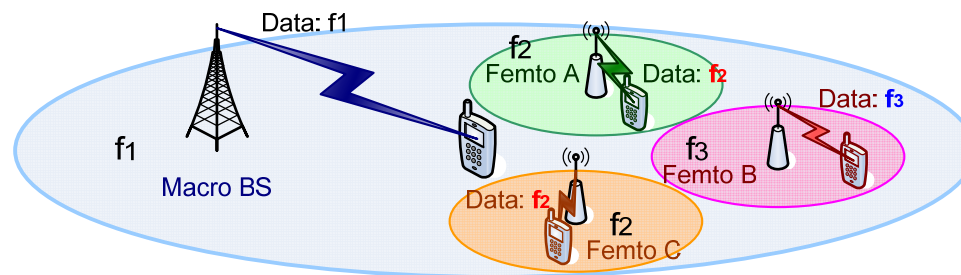 Data: f1
f1
Macro BS
f2
Femto A
Data: f2
Data: f3
f3
Femto B
Data: f2
f2
Femto C